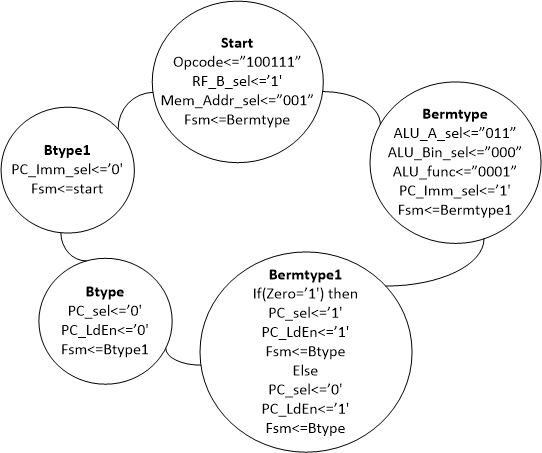 Start
Opcode<=”100111”
RF_B_sel<=’1'
Mem_Addr_sel<=”001”
Fsm<=Bermtype
Bermtype
ALU_A_sel<=”011”
ALU_Bin_sel<=”000”
ALU_func<=”0001”
PC_Imm_sel<=’1'
Fsm<=Bermtype1
Bermtype1
If(Zero=’1') then
PC_sel<=’1'
PC_LdEn<=’1'
Fsm<=Btype
Else
PC_sel<=’0'
PC_LdEn<=’1'
Fsm<=Btype
Btype
PC_sel<=’0'
PC_LdEn<=’0'
Fsm<=Btype1
Btype1
PC_Imm_sel<=’0'
Fsm<=start